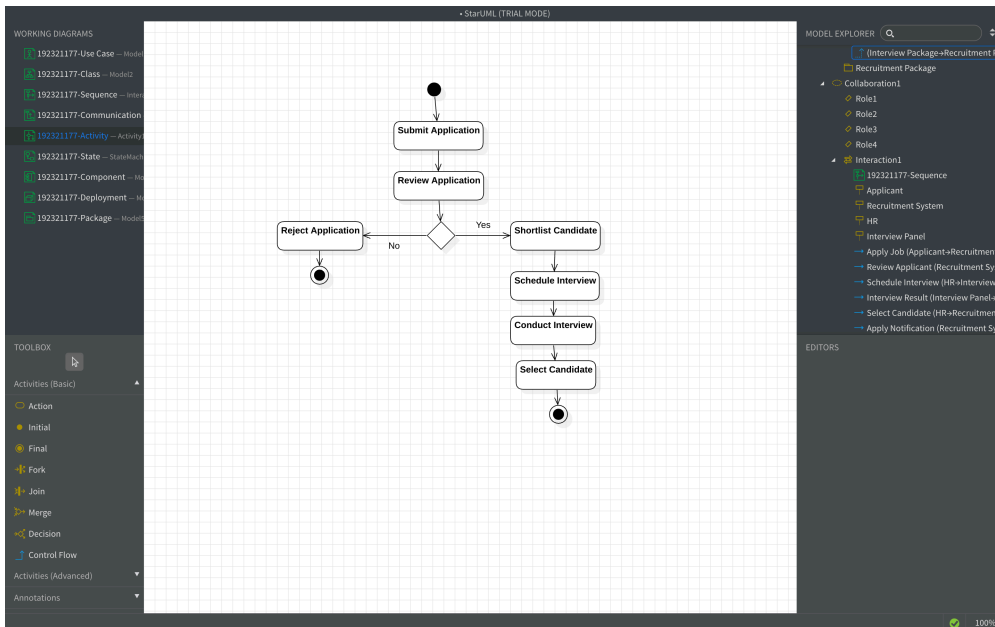 • StarUML (TRIAL MODE)
WORKING DIAGRAMS
192321177-Use Case — Model
192321177-Class — Model2
192321177-Sequence — Inter
192321177-Communication
192321177-Activity — Activity1
192321177-State — StateMach
192321177-Component — Mo
192321177-Deployment — Mo
192321177-Package — Model5
TOOLBOX
Activities (Basic)
Action
Initial
Final
Fork
Join
Merge
Decision
Control Flow
Activities (Advanced)
Annotations
Submit Application
Review Application
Reject Application
No
Yes
Shortlist Candidate
Schedule Interview
Conduct Interview
Select Candidate
MODEL EXPLORER
(Interview Package→Recruitment P
Recruitment Package
Collaboration1
Role1
Role2
Role3
Role4
Interaction1
192321177-Sequence
Applicant
Recruitment System
HR
Interview Panel
Apply Job (Applicant→Recruitmen
Review Applicant (Recruitment Sy
Schedule Interview (HR→Interview
Interview Result (Interview Panel→
Select Candidate (HR→Recruitmen
Apply Notification (Recruitment Sy
EDITORS
100%